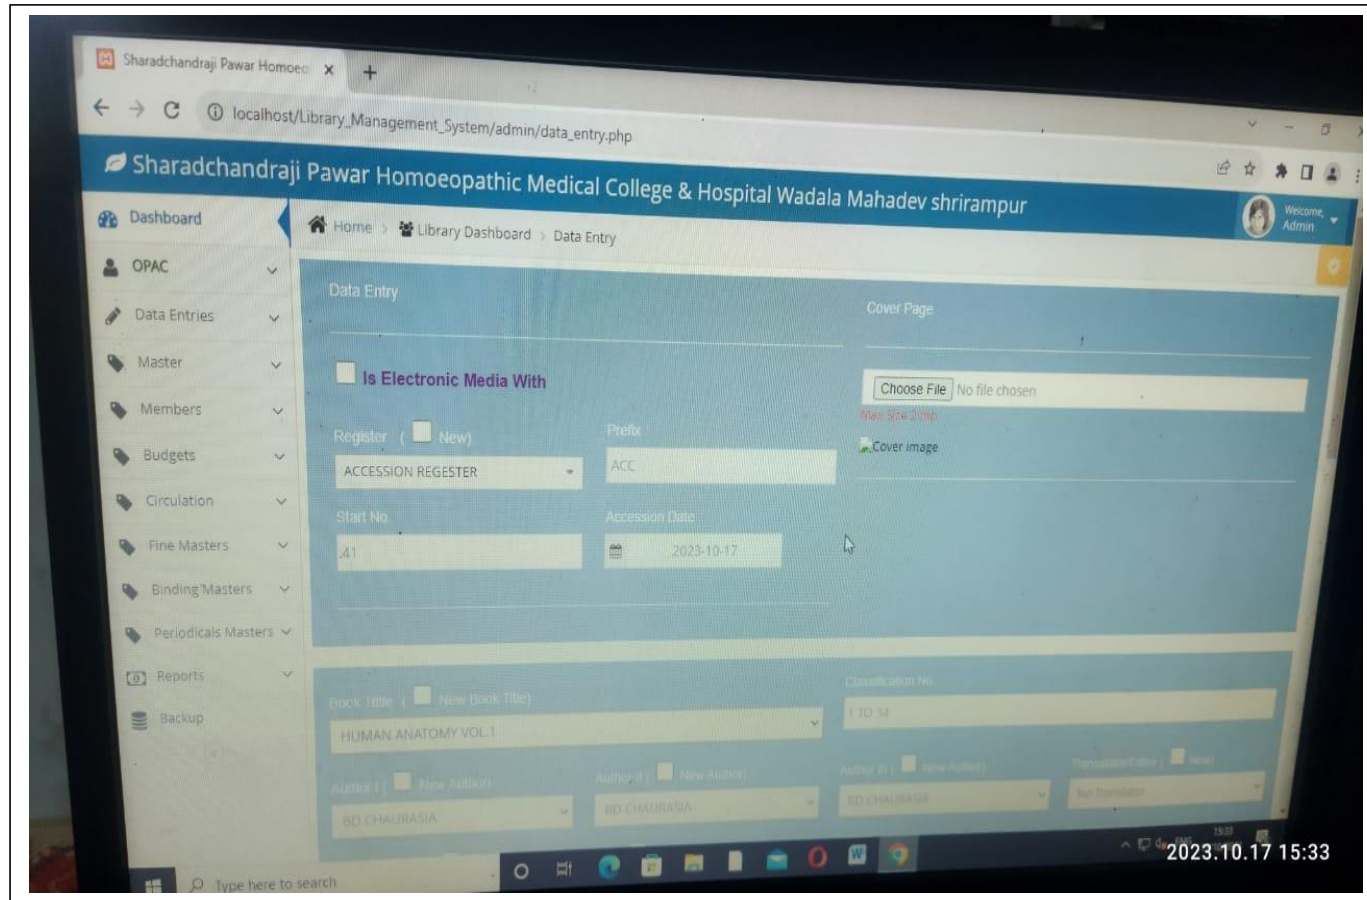 Sharadchandraji Pawar Homoeo
localhost/Library_Management_System/admin/data_entry.php
Sharadchandraji Pawar Homoeopathic Medical College & Hospital Wadala Mahadev shrirampur
Welcome,
Admin
Dashboard
Home > Library Dashboard > Data Entry
OPAC
Data Entries
Master
Members
Budgets
Circulation
Fine Masters
Binding Masters
Periodicals Masters
Reports
Backup
Data Entry
Cover Page
Is Electronic Media With
Choose File No file chosen
Max Size 2 mb
Cover image
Register ( New)
Prefix
ACCESSION REGESTER
ACC
Start No.
Accession Date
41
2023-10-17
Book Tittle ( New Book Title)
Classification No
HUMAN ANATOMY VOL.1
1 TO 34
Author I ( New Author)
Author II ( New Author)
Author III ( New Author)
New)
BD CHAURASIA
BD CHAURASIA
BD CHAURASIA
No Translator
Type here to search
ENG
15:33
2023.10.17 15:33